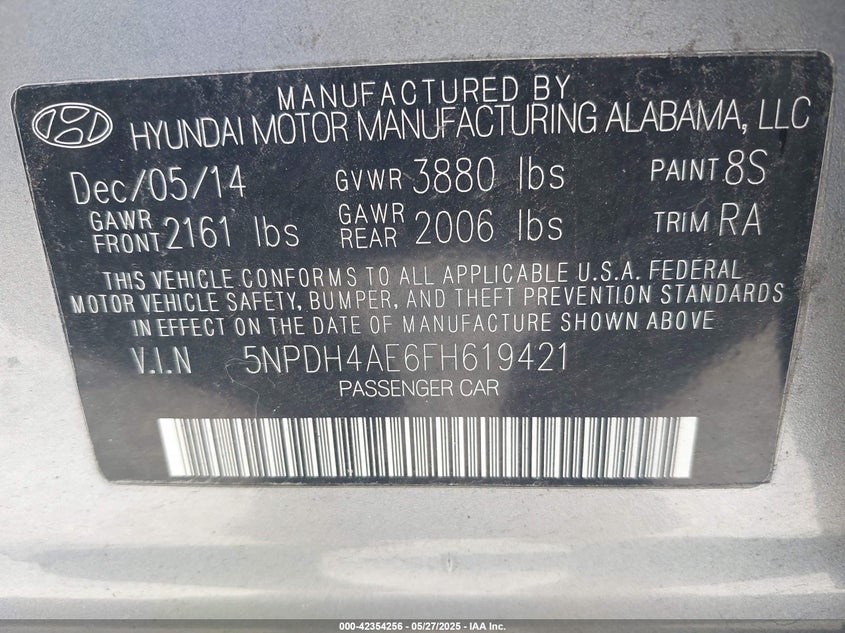 MANUFACTURED BY
HYUNDAI MOTOR MANUFACTURING ALABAMA, LLC
Dec/05/14 GVWR 3880 lbs PAINT 8S
GAWR FRONT 2161 lbs GAWR REAR 2006 lbs TRIM RA
THIS VEHICLE CONFORMS TO ALL APPLICABLE U.S.A. FEDERAL
MOTOR VEHICLE SAFETY, BUMPER, AND THEFT PREVENTION STANDARDS
IN EFFECT ON THE DATE OF MANUFACTURE SHOWN ABOVE
V.I.N 5NPDH4AE6FH619421
PASSENGER CAR
000-42354256 — 05/27/2025 — IAA Inc.